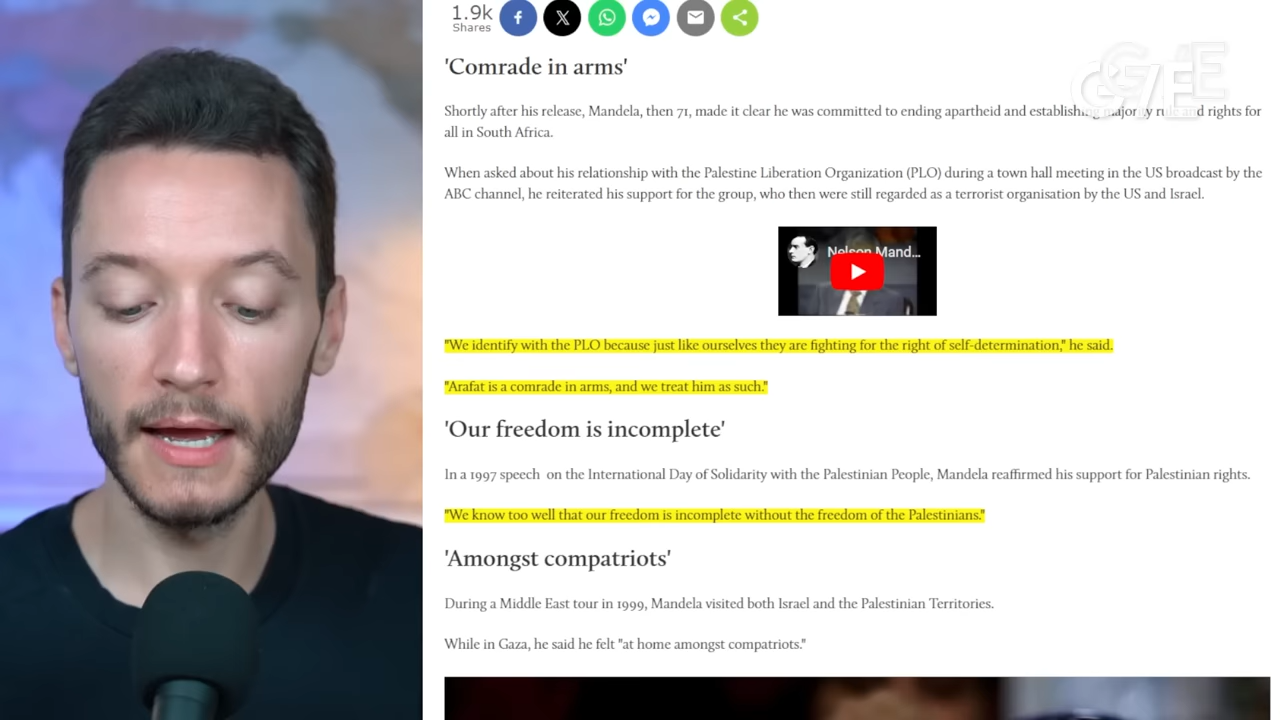 1.9k
Shares
'Comrade in arms'
Shortly after his release, Mandela, then 71, made it clear he was committed to ending apartheid and establishing majority rule and rights for
all in South Africa.
When asked about his relationship with the Palestine Liberation Organization (PLO) during a town hall meeting in the US broadcast by the
ABC channel, he reiterated his support for the group, who then were still regarded as a terrorist organisation by the US and Israel.
Nelson Mand...
"We identify with the PLO because just like ourselves they are fighting for the right of self-determination," he said.
"Arafat is a comrade in arms, and we treat him as such."
'Our freedom is incomplete'
In a 1997 speech on the International Day of Solidarity with the Palestinian People, Mandela reaffirmed his support for Palestinian rights.
"We know too well that our freedom is incomplete without the freedom of the Palestinians."
'Amongst compatriots'
During a Middle East tour in 1999, Mandela visited both Israel and the Palestinian Territories.
While in Gaza, he said he felt "at home amongst compatriots."